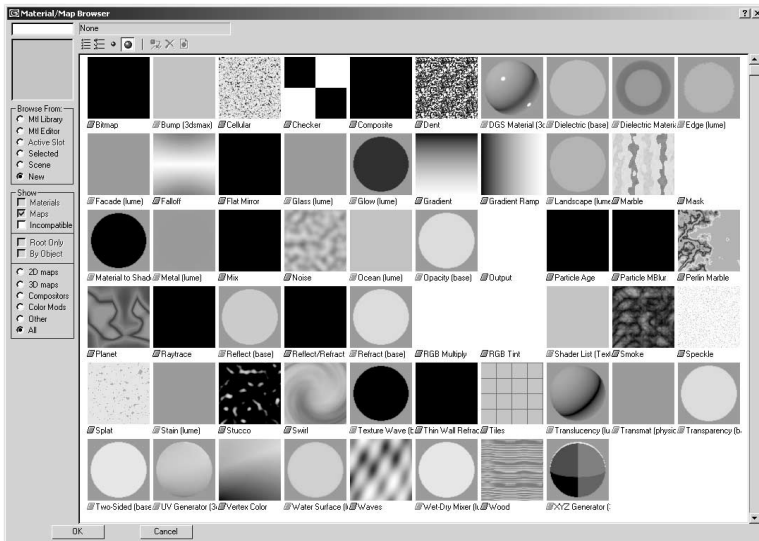 Material/Map Browser
None
Browse From:
Mtl Library
Mtl Editor
Active Slot
Selected
Scene
New
Show
Materials
Maps
Incompatible
Root Only
By Object
2D maps
3D maps
Compositors
Color Mods
Other
All
Bitmap Bump (3dsmax) Cellular Checker Composite Dent DGS Material (3d Dielectric (base) Dielectric Materia Edge (lume)
Facade (lume) Falloff Flat Mirror Glass (lume) Glow (lume) Gradient Gradient Ramp Landscape (lume Marble Mask
Material to Shad Metal (lume) Mix Noise Ocean (lume) Opacity (base) Output Particle Age Particle MBlur Perlin Marble
Planet Raytrace Reflect (base) Reflect/Refract Refract (base) RGB Multiply RGB Tint Shader List (Text Smoke Speckle
Splat Stain (lume) Stucco Swirl Texture Wave (b Thin Wall Refrac Tiles Translucency (lu Transmat (physic Transparency (b
Two-Sided (base UV Generator (3d Vertex Color Water Surface (l Waves Wet-Dry Mixer (lu Wood XYZ Generator (
OK Cancel